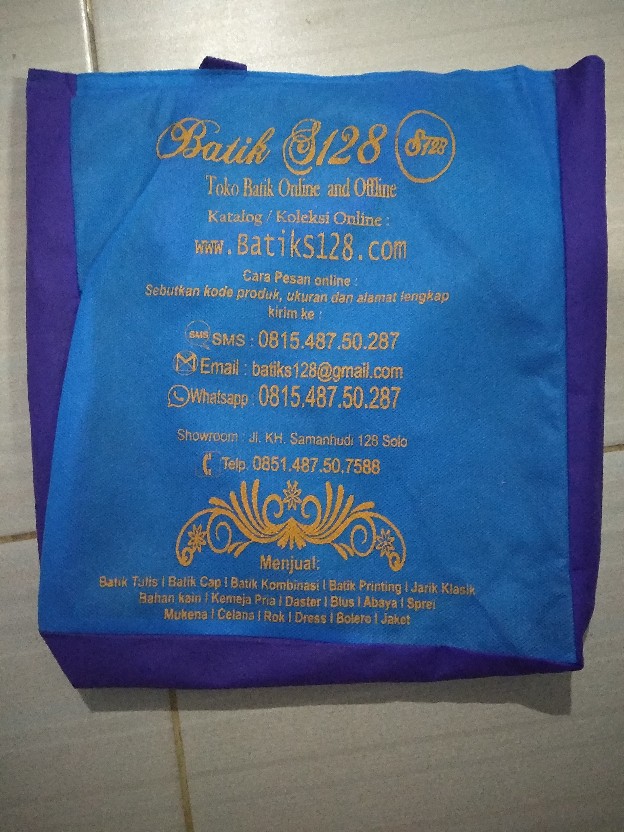 Batik S128 S128
Toko Batik Online and Offline
Katalog / Koleksi Online :
www.BatikS128.com
Cara Pesan online :
Sebutkan kode produk, ukuran dan alamat lengkap
kirim ke :
SMS SMS : 0815.487.50.287
Email : batiks128@gmail.com
Whatsapp : 0815.487.50.287
Showroom : Jl. KH. Samanhudi 128 Solo
Telp. 0851.487.50.7588
Menjual:
Batik Tulis | Batik Cap | Batik Kombinasi | Batik Printing | Jarik Klasik
Bahan kain | Kemeja Pria | Daster | Blus | Abaya | Sprei
Mukena | Celana | Rok | Dress | Bolero | Jaket